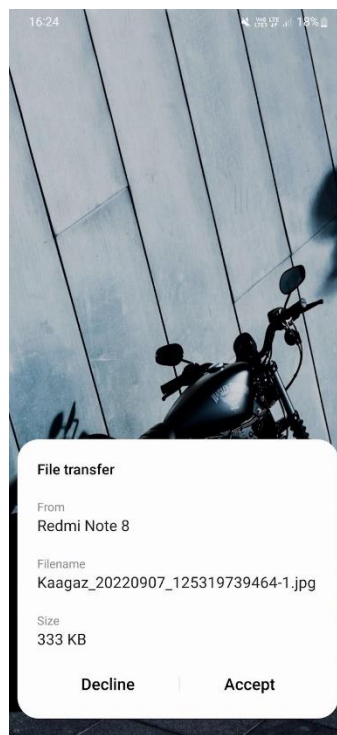 16:24
18%
File transfer
From
Redmi Note 8
Filename
Kaagaz_20220907_125319739464-1.jpg
Size
333 KB
Decline
Accept